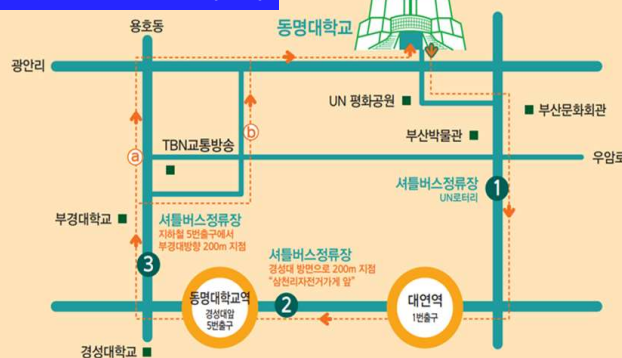 용호동
동명대학교
광안리
UN 평화공원
부산문화회관
부산박물관
ⓑ
TBN교통방송
ⓐ
우암로
셔틀버스정류장
UN로터리
1
부경대학교
셔틀버스정류장
지하철 5번출구에서
부경대방향 200m 지점
3
셔틀버스정류장
경성대 방면으로 200m 지점
"삼천리자전거가게 앞"
동명대학교역
경성대앞
5번출구
2
대연역
1번출구
경성대학교